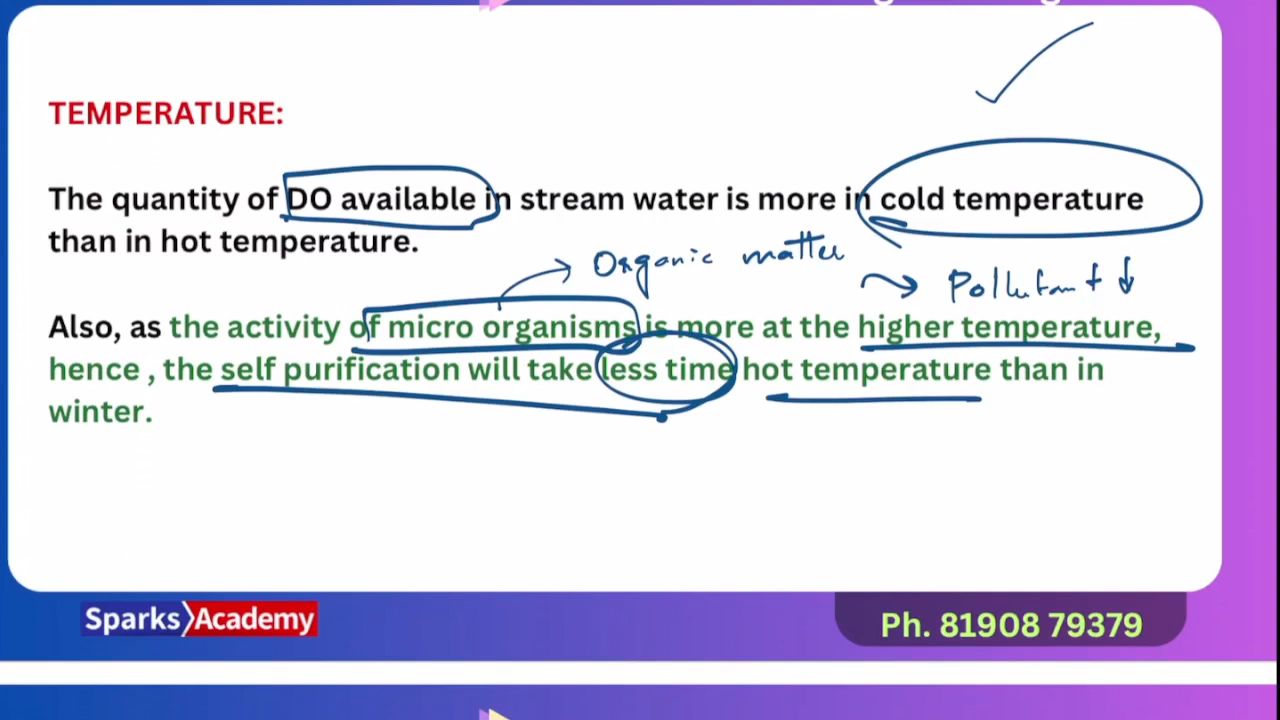 TEMPERATURE:
The quantity of DO available in stream water is more in cold temperature
than in hot temperature.
Organic matter
Pollutant ↓
Also, as the activity of micro organisms is more at the higher temperature,
hence , the self purification will take less time hot temperature than in
winter.
Sparks Academy
Ph. 81908 79379